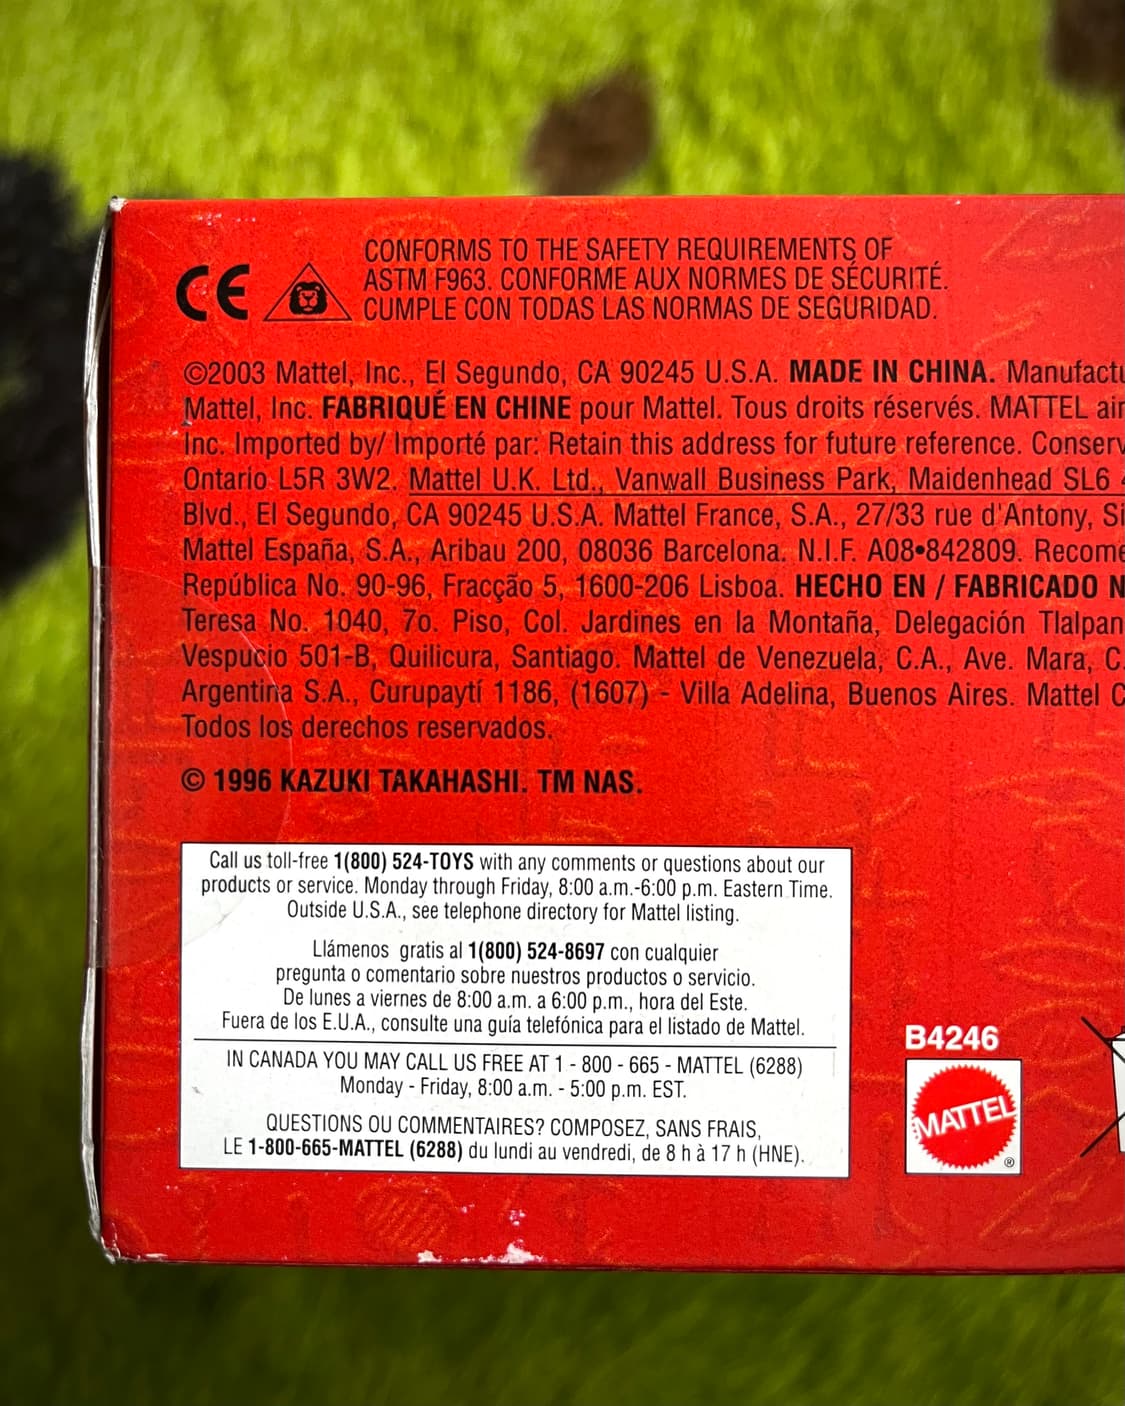 CE
CONFORMS TO THE SAFETY REQUIREMENTS OF
ASTM F963. CONFORME AUX NORMES DE SÉCURITÉ.
CUMPLE CON TODAS LAS NORMAS DE SEGURIDAD.
©2003 Mattel, Inc., El Segundo, CA 90245 U.S.A. MADE IN CHINA.
Mattel, Inc. FABRIQUÉ EN CHINE pour Mattel. Tous droits réservés. MATTEL
Inc. Imported by/ Importé par: Retain this address for future reference.
Ontario L5R 3W2. Mattel U.K. Ltd., Vanwall Business Park, Maidenhead SL6
Blvd., El Segundo, CA 90245 U.S.A. Mattel France, S.A., 27/33 rue d'Antony,
Mattel España, S.A., Aribau 200, 08036 Barcelona. N.I.F. A08•842809.
República No. 90-96, Fracção 5, 1600-206 Lisboa. HECHO EN / FABRICADO
Teresa No. 1040, 7o. Piso, Col. Jardines en la Montaña, Delegación Tlalpan
Vespucio 501-B, Quilicura, Santiago. Mattel de Venezuela, C.A., Ave. Mara,
Argentina S.A., Curupaytí 1186, (1607) - Villa Adelina, Buenos Aires. Mattel
Todos los derechos reservados.
© 1996 KAZUKI TAKAHASHI. TM NAS.
Call us toll-free 1(800) 524-TOYS with any comments or questions about our
products or service. Monday through Friday, 8:00 a.m.-6:00 p.m. Eastern Time.
Outside U.S.A., see telephone directory for Mattel listing.
Llámenos gratis al 1(800) 524-8697 con cualquier
pregunta o comentario sobre nuestros productos o servicio.
De lunes a viernes de 8:00 a.m. a 6:00 p.m., hora del Este.
Fuera de los E.U.A., consulte una guía telefónica para el listado de Mattel.
IN CANADA YOU MAY CALL US FREE AT 1 - 800 - 665 - MATTEL (6288)
Monday - Friday, 8:00 a.m. - 5:00 p.m. EST.
QUESTIONS OU COMMENTAIRES? COMPOSEZ, SANS FRAIS,
LE 1-800-665-MATTEL (6288) du lundi au vendredi, de 8 h à 17 h (HNE).
B4246
MATTEL
®